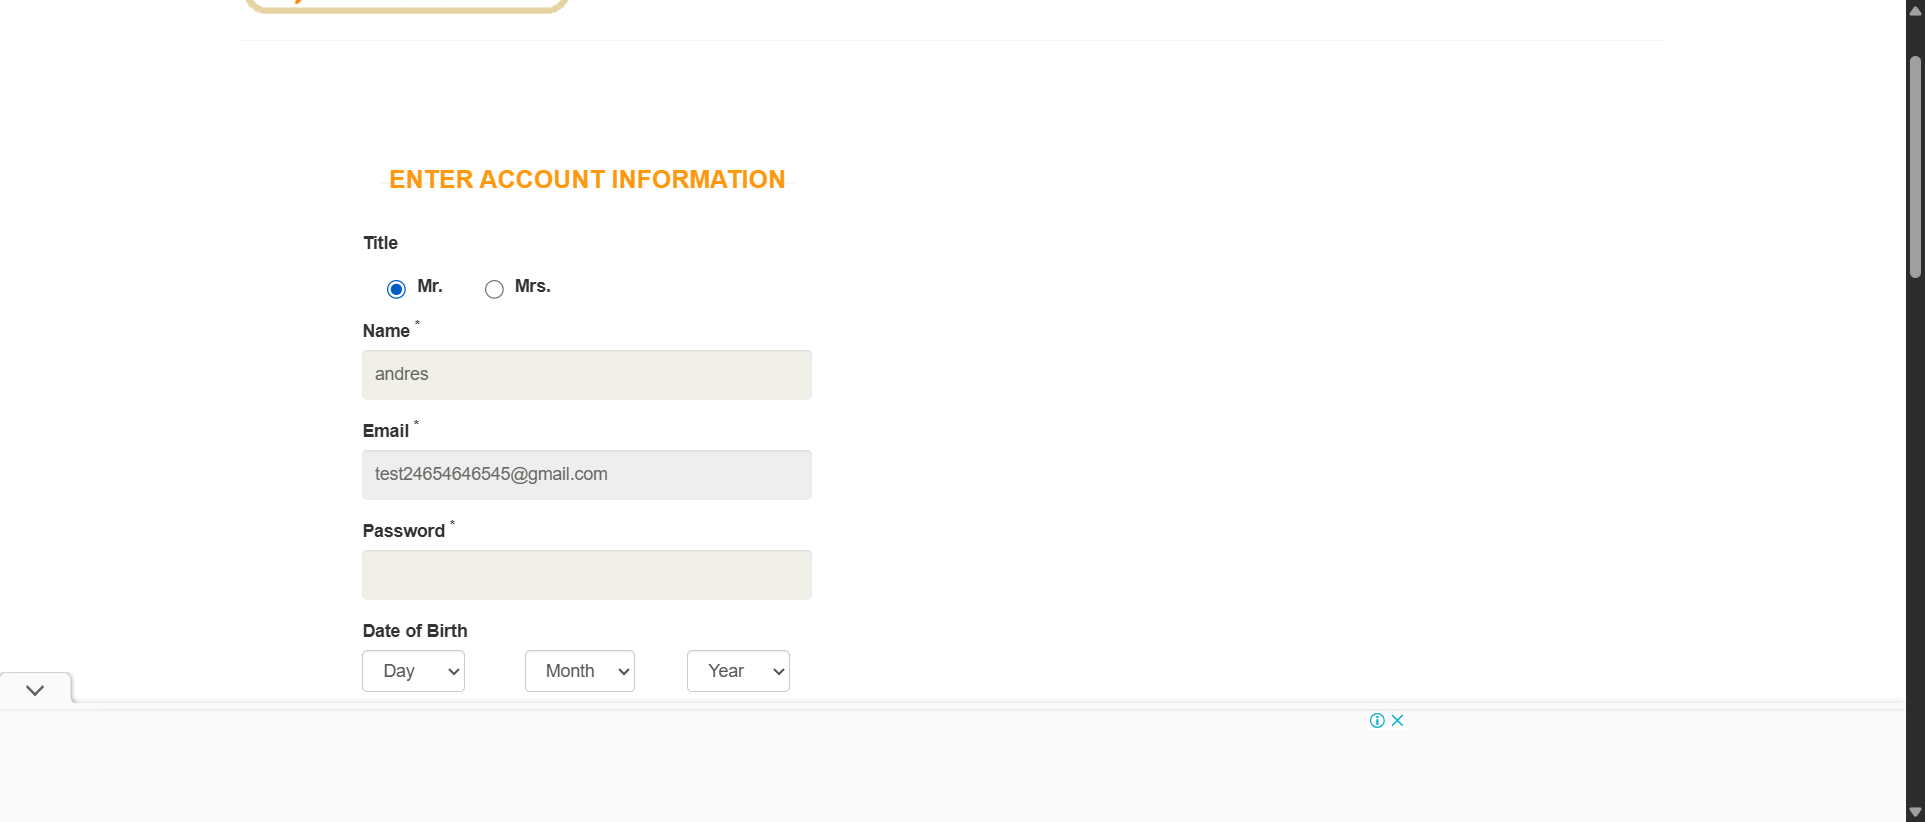 ENTER ACCOUNT INFORMATION
Title
Mr. Mrs.
Name *
andres
Email *
test24654646545@gmail.com
Password *
Date of Birth
Day Month Year